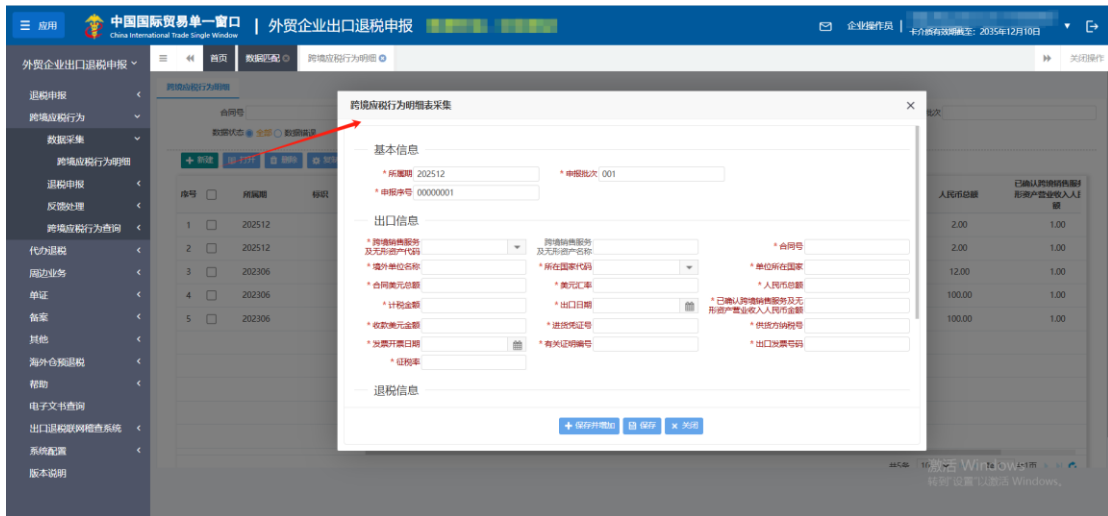 应用
中国国际贸易单一窗口
China International Trade Single Window
外贸企业出口退税申报
企业操作员
卡介质有效期截至：2035年12月10日
外贸企业出口退税申报
首页
数据匹配
跨境应税行为明细
关闭操作
退税申报
跨境应税行为
数据采集
跨境应税行为明细
退税申报
反馈处理
跨境应税行为查询
代办退税
周边业务
单证
备案
其他
海外仓预退税
帮助
电子文书查询
出口退税联网稽查系统
系统配置
版本说明
跨境应税行为明细
合同号
批次
数据状态 全部 数据错误
新建 打开 删除
序号 所属期 标识 人民币总额
已确认跨境销售服务
形资产营业收入人民
额
1 202512 2.00 1.00
2 202512 2.00 1.00
3 202306 12.00 1.00
4 202306 100.00 1.00
5 202306 100.00 1.00
共5条
跨境应税行为明细表采集
基本信息
* 所属期 202512 * 申报批次 001
* 申报序号 00000001
出口信息
* 跨境销售服务及无形资产代码
跨境销售服务及无形资产名称
* 合同号
* 境外单位名称 * 所在国家代码 * 单位所在国家
* 合同美元总额 * 美元汇率 * 人民币总额
* 计税金额 * 出口日期
* 已确认跨境销售服务及无形资产营业收入人民币金额
* 收款美元金额 * 进货凭证号 * 供货方纳税号
* 发票开票日期 * 有关证明编号 * 出口发票号码
* 征税率
退税信息
保存并增加 保存 关闭
激活 Windows
转到"设置"以激活 Windows。